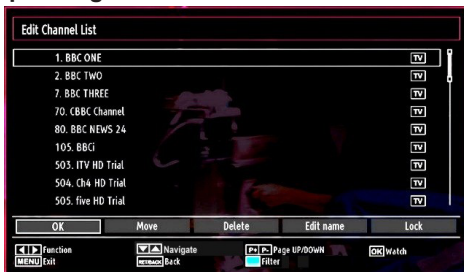 Edit Channel List
1. BBC ONE TV
2. BBC TWO TV
7. BBC THREE TV
70. CBBC Channel TV
80. BBC NEWS 24 TV
105. BBCi TV
503. ITV HD Trial TV
504. Ch4 HD Trial TV
505. five HD Trial TV
OK Move Delete Edit name Lock
Function Navigate P+ P- Page UP/DOWN OK Watch
MENU Exit RET/BACK Back Filter